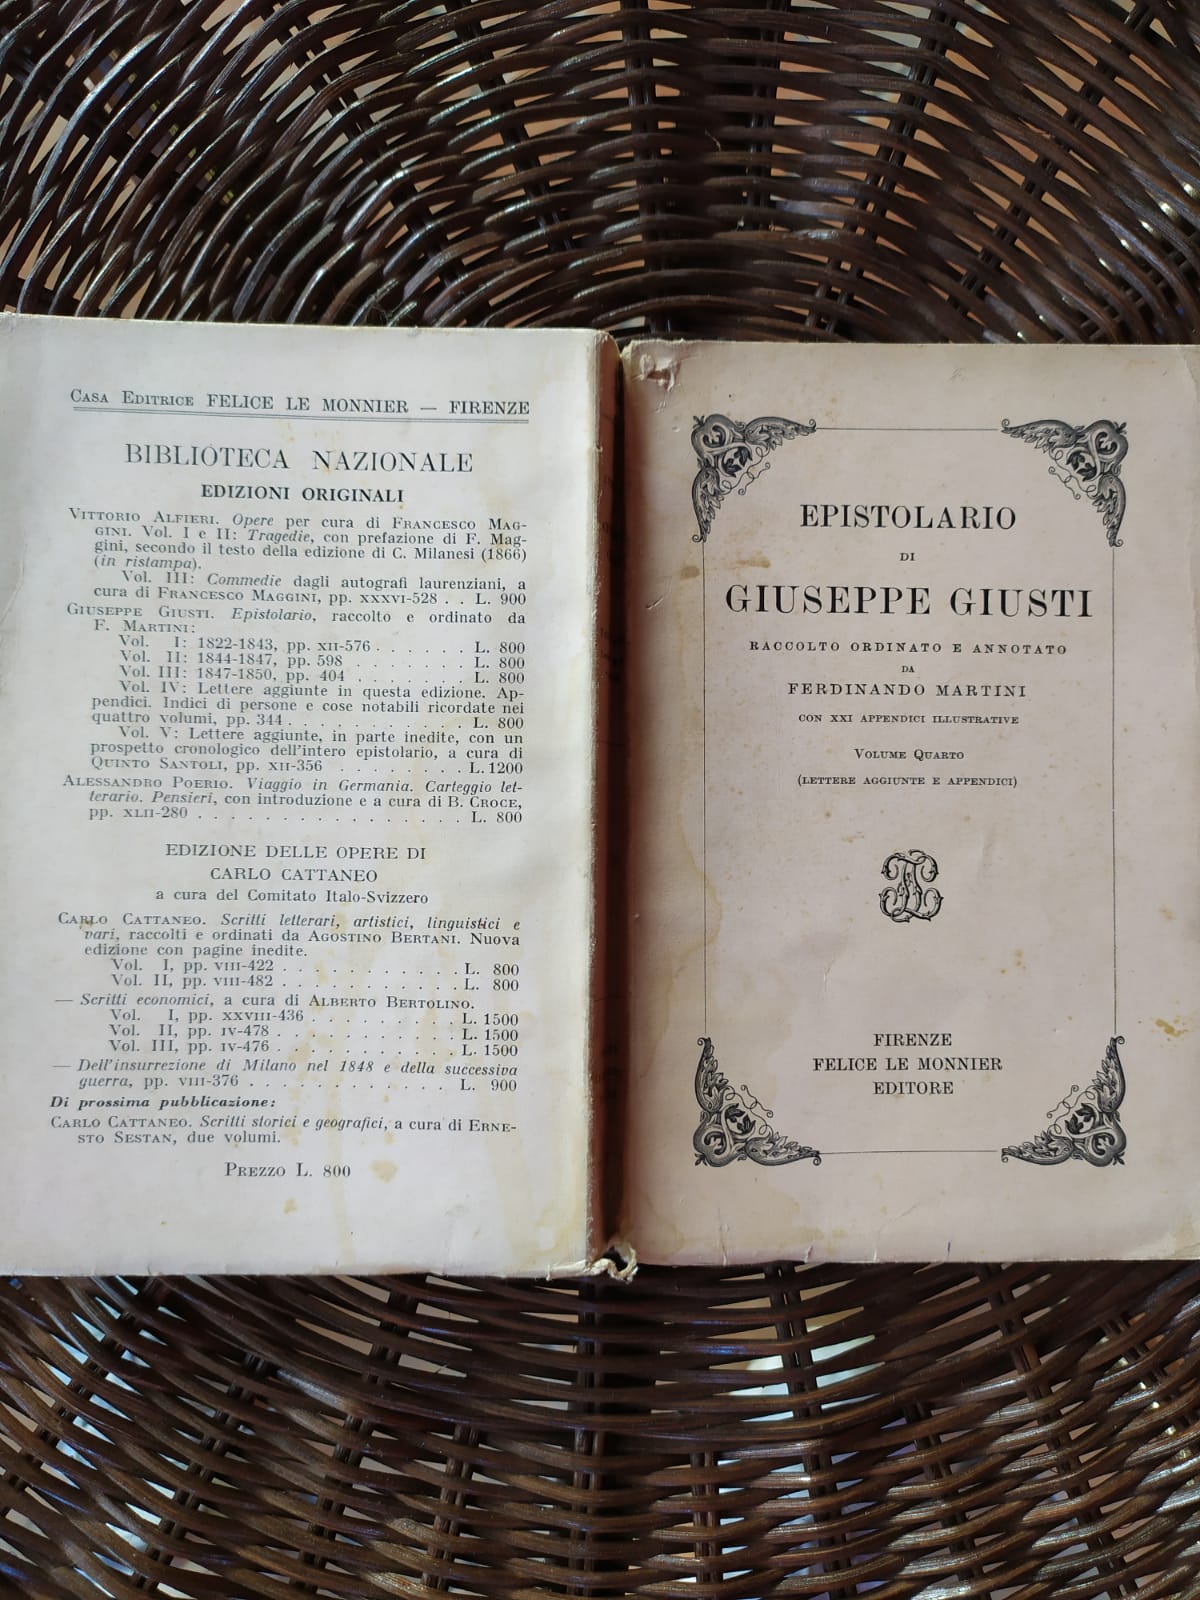 Casa Editrice FELICE LE MONNIER — FIRENZE
BIBLIOTECA NAZIONALE
EDIZIONI ORIGINALI
Vittorio Alfieri. Opere per cura di Francesco Mag-
gini. Vol. I e II: Tragedie, con prefazione di F. Mag-
gini, secondo il testo della edizione di C. Milanesi (1866)
(in ristampa).
Vol. III: Commedie dagli autografi laurenziani, a
cura di Francesco Maggini, pp. xxxvi-528 . . L. 900
Giuseppe Giusti. Epistolario, raccolto e ordinato da
F. Martini:
Vol. I: 1822-1843, pp. xii-576 . . . . . . L. 800
Vol. II: 1844-1847, pp. 598 . . . . . . . L. 800
Vol. III: 1847-1850, pp. 404 . . . . . . . L. 800
Vol. IV: Lettere aggiunte in questa edizione. Ap-
pendici. Indici di persone e cose notabili ricordate nei
quattro volumi, pp. 344 . . . . . . . . . . . L. 800
Vol. V: Lettere aggiunte, in parte inedite, con un
prospetto cronologico dell'intero epistolario, a cura di
Quinto Santoli, pp. xii-356 . . . . . . . . L. 1200
Alessandro Poerio. Viaggio in Germania. Carteggio let-
terario. Pensieri, con introduzione e a cura di B. Croce,
pp. xlii-280 . . . . . . . . . . . . . . . . . L. 800
EDIZIONE DELLE OPERE DI
CARLO CATTANEO
a cura del Comitato Italo-Svizzero
Carlo Cattaneo. Scritti letterari, artistici, linguistici e
vari, raccolti e ordinati da Agostino Bertani. Nuova
edizione con pagine inedite.
Vol. I, pp. viii-422 . . . . . . . . . . . L. 800
Vol. II, pp. viii-482 . . . . . . . . . . . L. 800
— Scritti economici, a cura di Alberto Bertolino.
Vol. I, pp. xxviii-436 . . . . . . . . . L. 1500
Vol. II, pp. iv-478 . . . . . . . . . . . L. 1500
Vol. III, pp. iv-476 . . . . . . . . . . . L. 1500
— Dell'insurrezione di Milano nel 1848 e della successiva
guerra, pp. viii-376 . . . . . . . . . . . . L. 900
Di prossima pubblicazione:
Carlo Cattaneo. Scritti storici e geografici, a cura di Erne-
sto Sestan, due volumi.
Prezzo L. 800
EPISTOLARIO
DI
GIUSEPPE GIUSTI
RACCOLTO ORDINATO E ANNOTATO
DA
FERDINANDO MARTINI
CON XXI APPENDICI ILLUSTRATIVE
Volume Quarto
(LETTERE AGGIUNTE E APPENDICI)
FIRENZE
FELICE LE MONNIER
EDITORE